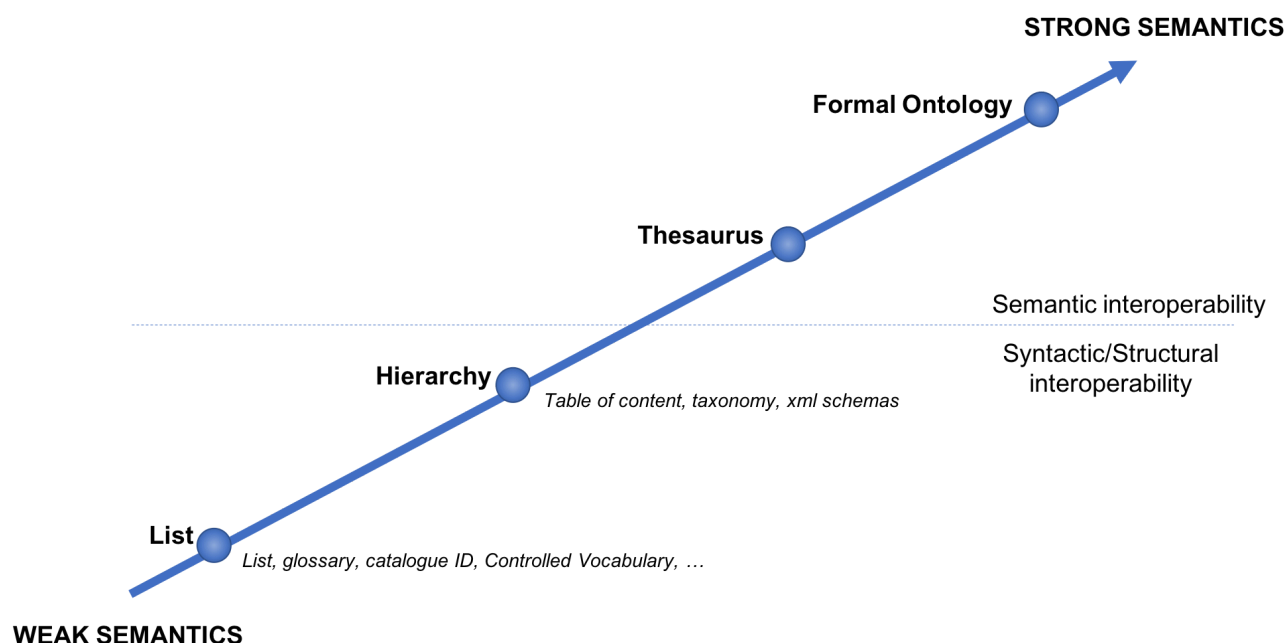 STRONG SEMANTICS
Formal Ontology
Thesaurus
Semantic interoperability
Syntactic/Structural
interoperability
Hierarchy
Table of content, taxonomy, xml schemas
List
List, glossary, catalogue ID, Controlled Vocabulary, …
WEAK SEMANTICS